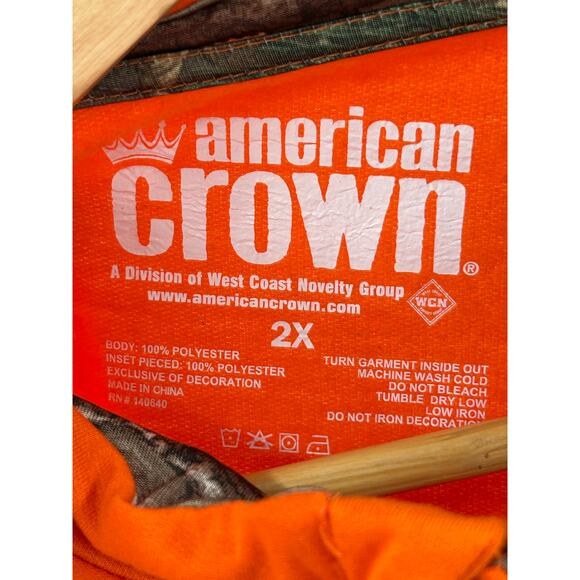 american
crown®
A Division of West Coast Novelty Group
www.americancrown.com
WCN
2X
BODY: 100% POLYESTER
INSET PIECED: 100% POLYESTER
EXCLUSIVE OF DECORATION
MADE IN CHINA
RN # 140640
TURN GARMENT INSIDE OUT
MACHINE WASH COLD
DO NOT BLEACH
TUMBLE DRY LOW
LOW IRON
DO NOT IRON DECORATION